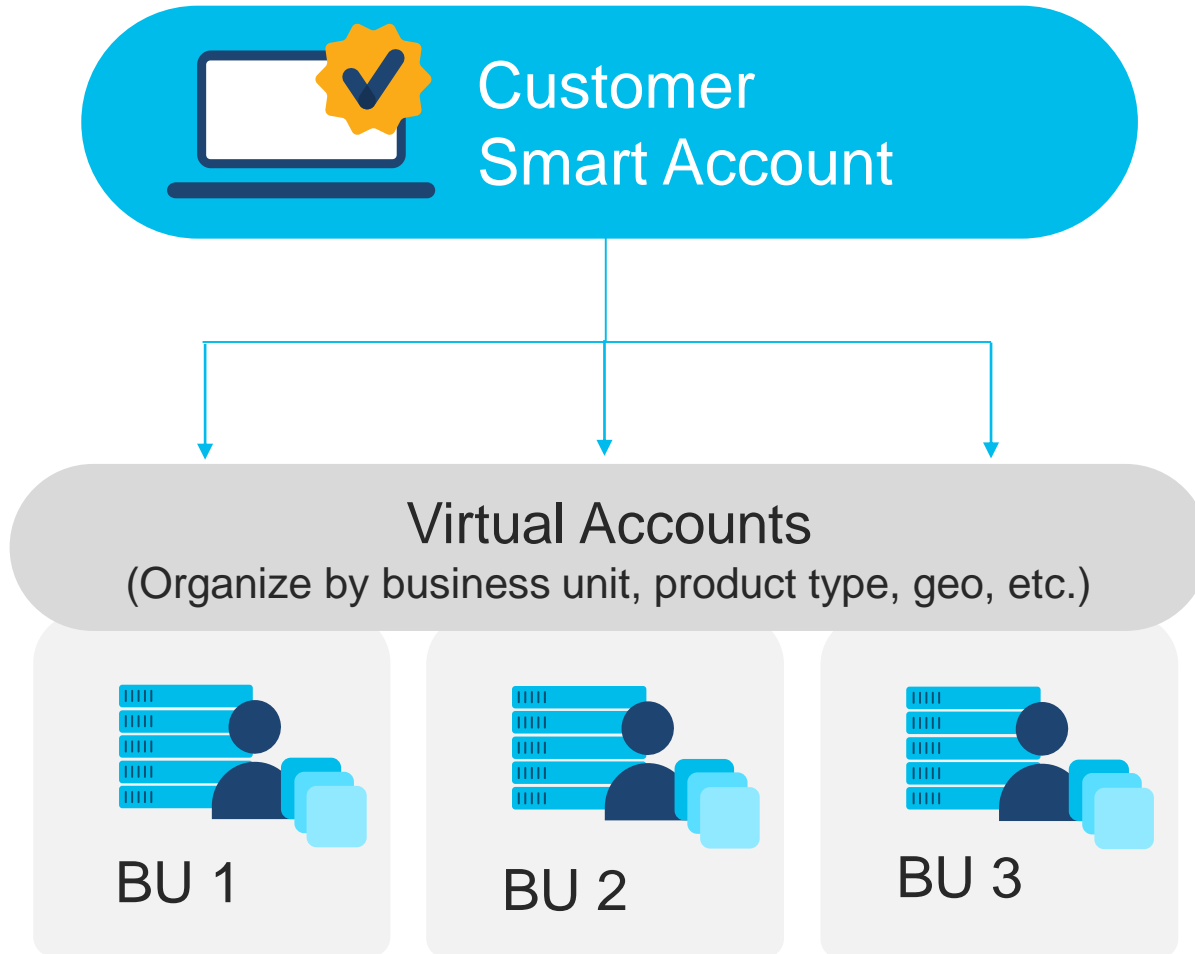 Customer
Smart Account
Virtual Accounts
(Organize by business unit, product type, geo, etc.)
BU 1
BU 2
BU 3